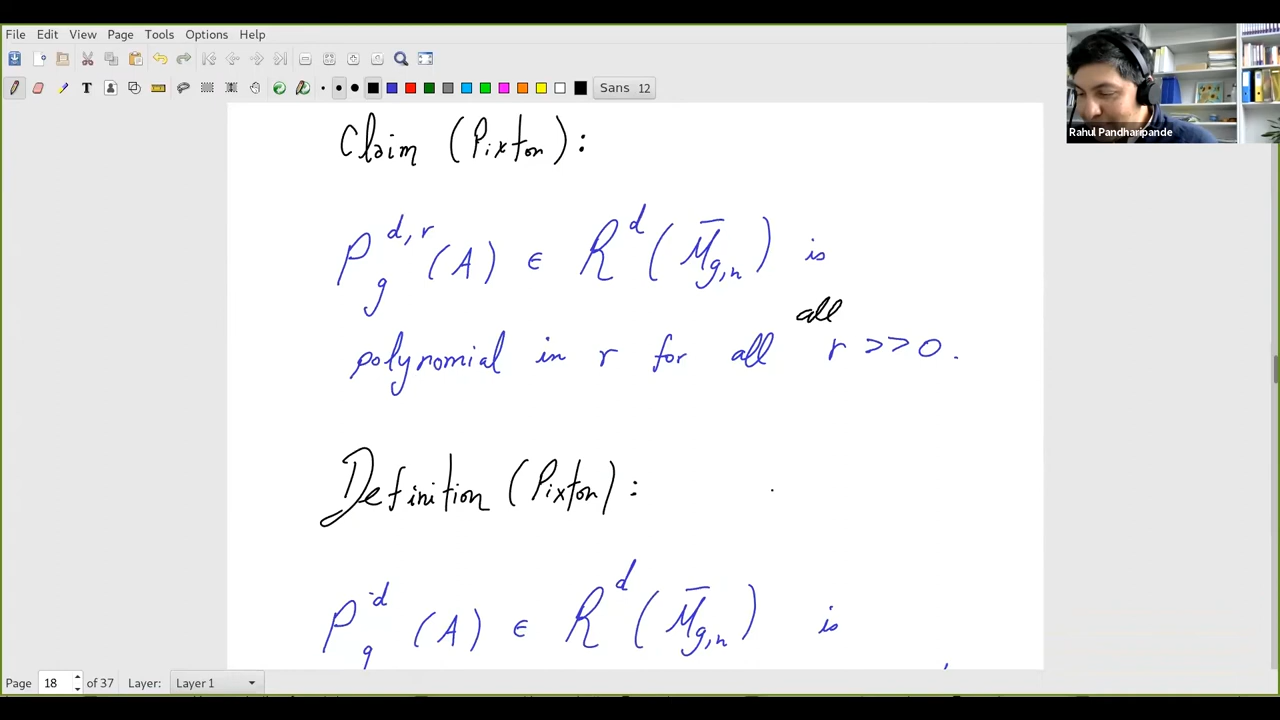 File Edit View Page Tools Options Help
Sans 12
Rahul Pandharipande
Claim (Pixton):
P_g^{d,r}(A) ∈ R^d(M̄_{g,n}) is
all
polynomial in r for all r >> 0.
Definition (Pixton):
P_g^{d}(A) ∈ R^d(M̄_{g,n}) is
Page 18 of 37 Layer: Layer 1